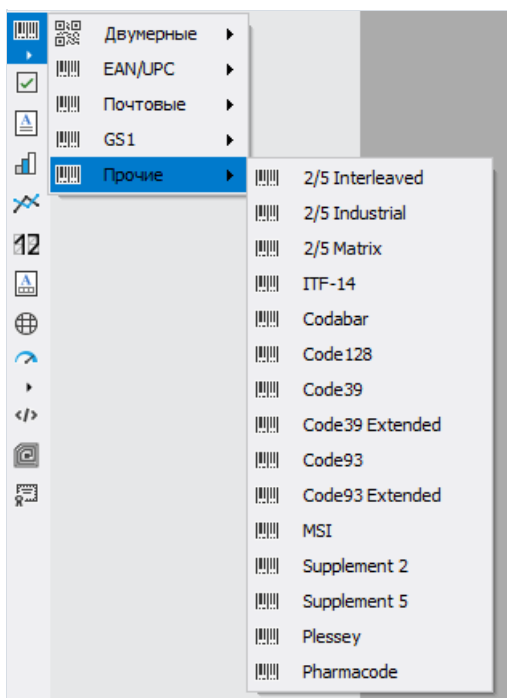 Двумерные
EAN/UPC
Почтовые
GS1
Прочие
2/5 Interleaved
2/5 Industrial
2/5 Matrix
ITF-14
Codabar
Code128
Code39
Code39 Extended
Code93
Code93 Extended
MSI
Supplement 2
Supplement 5
Plessey
Pharmacode
12